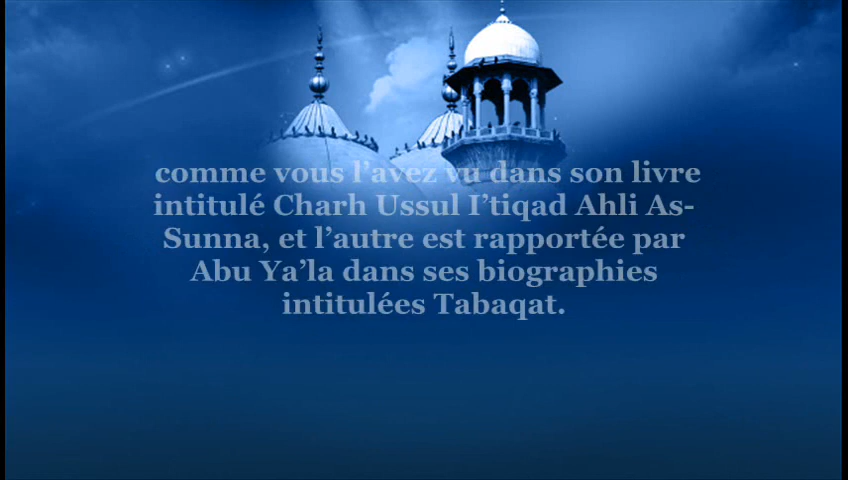 comme vous l’avez vu dans son livre
intitulé Charh Ussul I’tiqad Ahli As-
Sunna, et l’autre est rapportée par
Abu Ya’la dans ses biographies
intitulées Tabaqat.